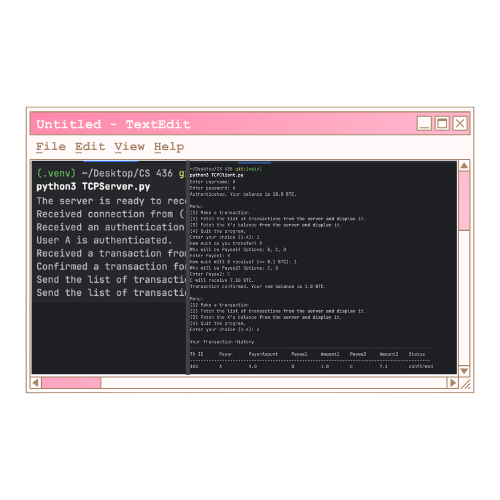 Untitled - TextEdit
File Edit View Help
(.venv) ~/Desktop/CS 436 g
python3 TCPServer.py
The server is ready to rec
Received connection from (
Received an authentication
User A is authenticated.
Received a transaction fro
Confirmed a transaction fo
Send the list of transacti
Send the list of transacti
~/Desktop/CS 436 git:(main)
python3 TCPClient.py
Enter username: A
Enter password: A
Authenticated. Your balance is 10.0 BTC.
Menu:
(1) Make a transaction
(2) Fetch the list of transactions from the server and display it.
(3) Fetch the X's balance from the server and display it.
(4) Quit the program.
Enter your choice (1-4): 1
How much do you transfer? 9
Who will be Payee1? Options: B, C, D
Enter Payee1: B
How much will B receive? (<= 8.1 BTC): 1
Who will be Payee2? Options: C, D
Enter Payee2: C
C will receive 7.10 BTC.
Transaction confirmed. Your new balance is 1.0 BTC.
Menu:
(1) Make a transaction
(2) Fetch the list of transactions from the server and display it.
(3) Fetch the X's balance from the server and display it.
(4) Quit the program.
Enter your choice (1-4): 2
Your Transaction History
TX ID Payer PayerAmount Payee1 Amount1 Payee2 Amount2 Status
100 A 9.0 B 1.0 C 7.1 confirmed